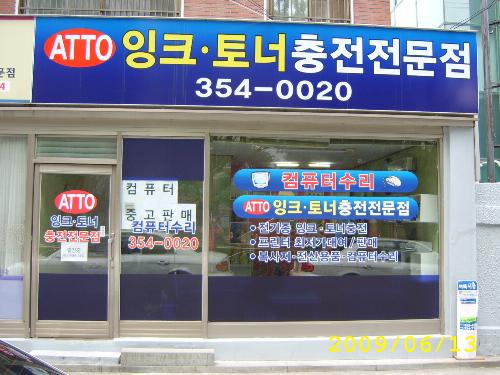 ATTO 잉크·토너충전전문점
354-0020
컴퓨터수리
ATTO 잉크·토너충전전문점
• 전기종 잉크·토너충전
• 프린터 최저가대여/판매
• 복사지·전산용품·컴퓨터수리
컴퓨터
중고판매
컴퓨터수리
354-0020
ATTO
잉크·토너
충전전문점
문점
4
2009/06/13